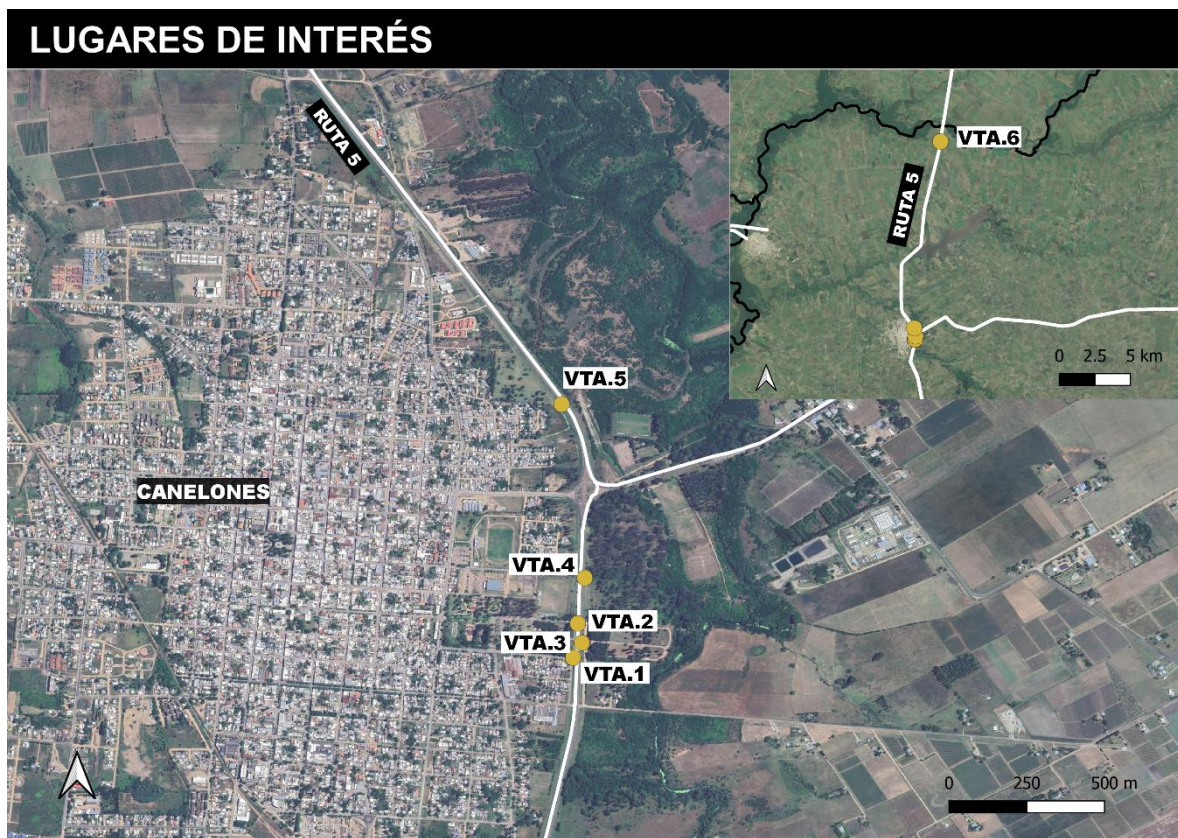 LUGARES DE INTERÉS
RUTA 5
VTA.6
RUTA 5
0 2.5 5 km
VTA.5
CANELONES
VTA.4
VTA.2
VTA.3
VTA.1
0 250 500 m